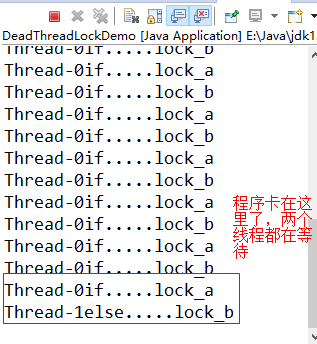 DeadThreadLockDemo [Java Application] E:\Java\jdk1.
Thread-0if.....lock_b
Thread-0if.....lock_a
Thread-0if.....lock_b
Thread-0if.....lock_a
Thread-0if.....lock_b
Thread-0if.....lock_a
Thread-0if.....lock_b
Thread-0if.....lock_a
Thread-0if.....lock_b
Thread-0if.....lock_a
Thread-0if.....lock_b
Thread-0if.....lock_a
Thread-1else.....lock_b
程序卡在这
里了，两个
线程都在等
待